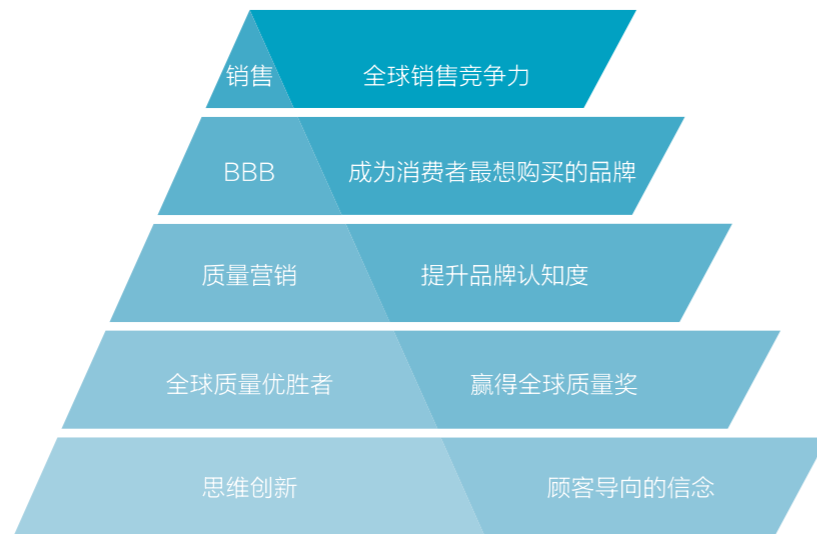 销售
全球销售竞争力
BBB
成为消费者最想购买的品牌
质量营销
提升品牌认知度
全球质量优胜者
赢得全球质量奖
思维创新
顾客导向的信念